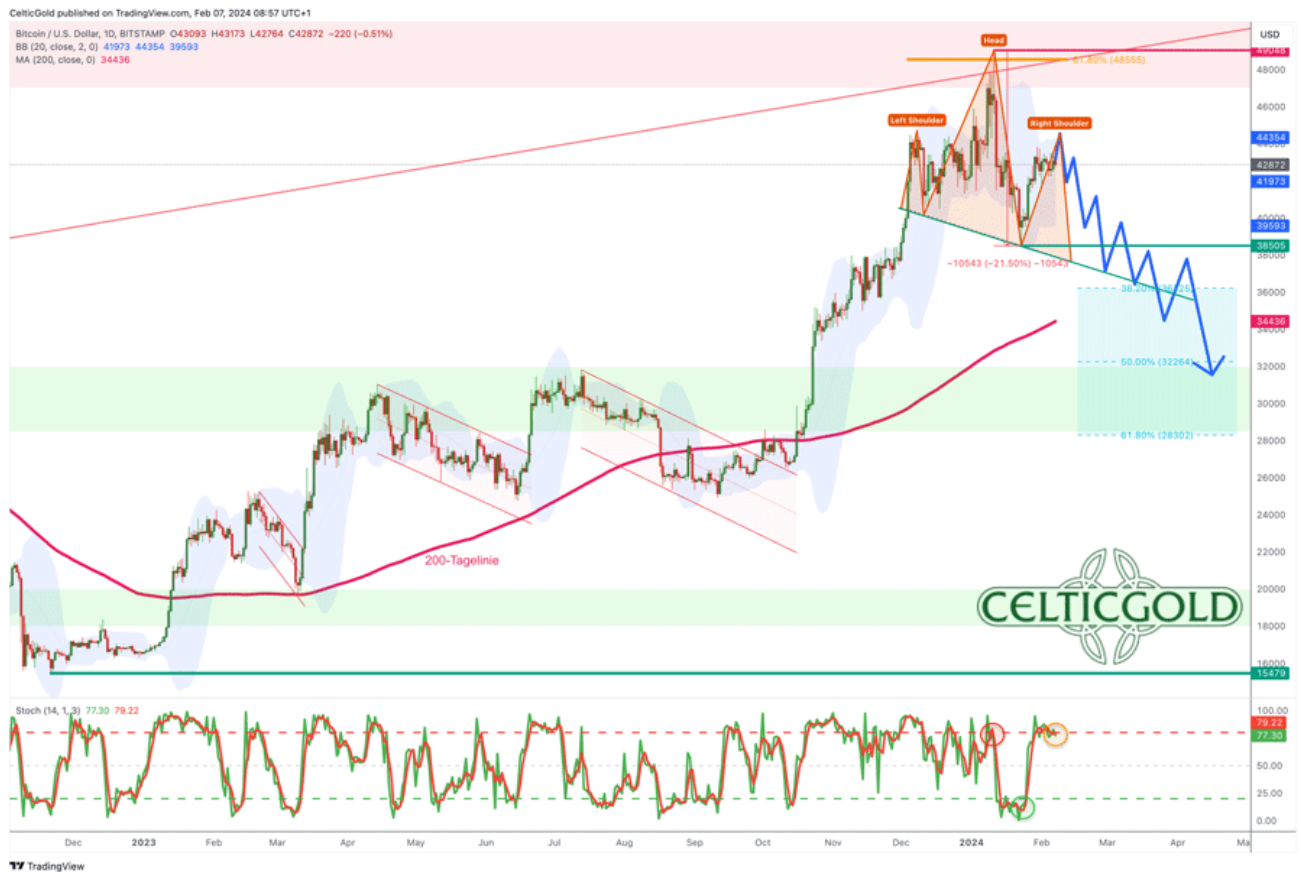 CelticGold published on TradingView.com, Feb 07, 2024 08:57 UTC+1
Bitcoin / U.S. Dollar, 1D, BITSTAMP O43093 H43173 L42764 C42872 −220 (−0.51%)
BB (20, close, 2, 0) 41973 44354 39593
MA (200, close, 0) 34436
USD
Head
49048
61.80% (48555)
48000
46000
Left Shoulder
Right Shoulder
44354
42872
41973
40000
39593
38505
38000
−10543 (−21.50%) −10543
36000
34436
34000
50.00% (32264)
32000
30000
61.80% (28302)
28000
26000
24000
22000
200-Tagelinie
20000
CELTICGOLD
18000
16000
15479
Stoch (14, 1, 3) 77.30 79.22
100.00
79.22
77.30
50.00
25.00
0.00
Dec 2023 Feb Mar Apr May Jun Jul Aug Sep Oct Nov Dec 2024 Feb Mar Apr Ma
TradingView